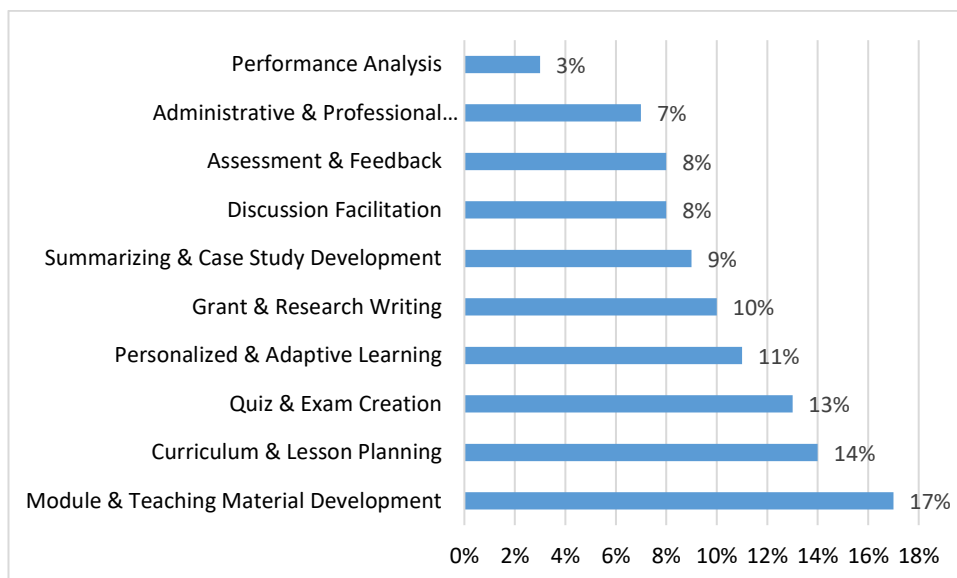 Performance Analysis 3%
Administrative & Professional... 7%
Assessment & Feedback 8%
Discussion Facilitation 8%
Summarizing & Case Study Development 9%
Grant & Research Writing 10%
Personalized & Adaptive Learning 11%
Quiz & Exam Creation 13%
Curriculum & Lesson Planning 14%
Module & Teaching Material Development 17%
0% 2% 4% 6% 8% 10% 12% 14% 16% 18%